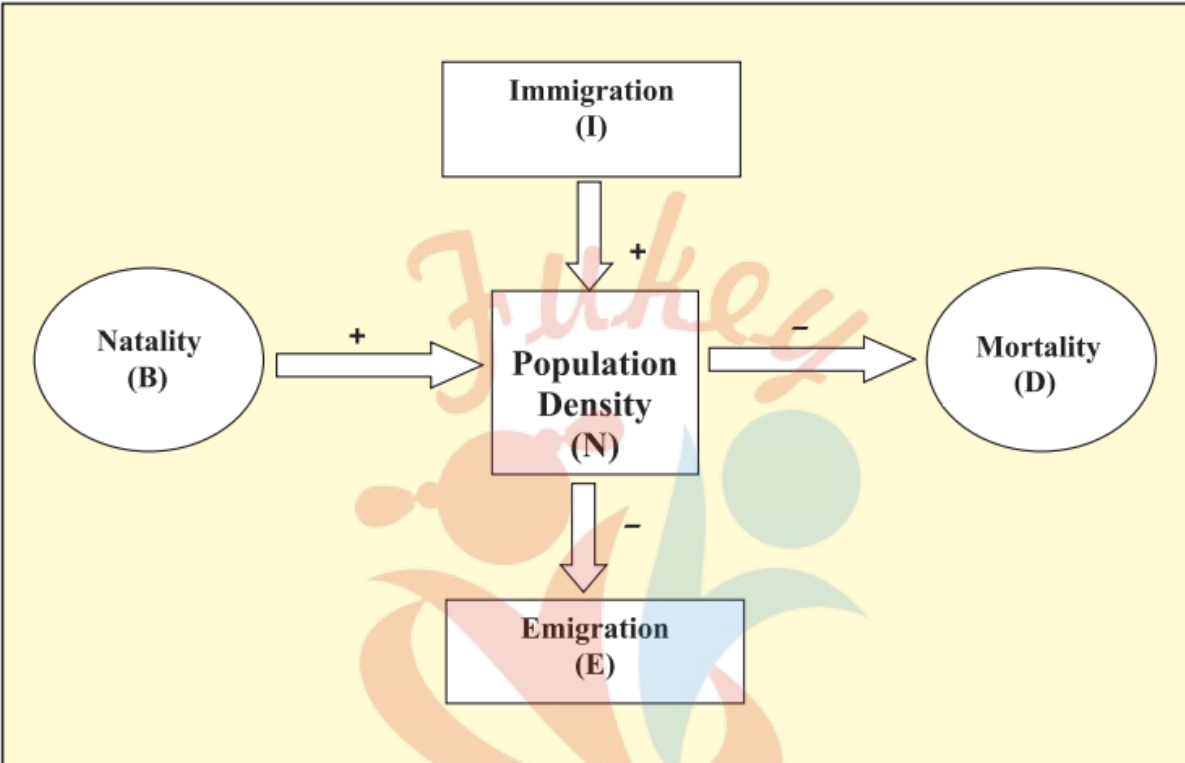 Immigration
(I)
+
Natality
(B)
+
Population
Density
(N)
–
Mortality
(D)
–
Emigration
(E)
Fukey